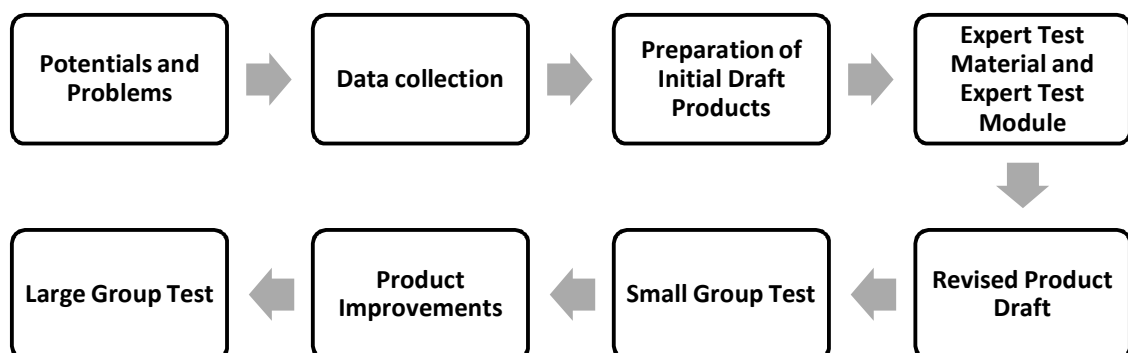 Potentials and
Problems
Data collection
Preparation of
Initial Draft
Products
Expert Test
Material and
Expert Test
Module
Revised Product
Draft
Small Group Test
Product
Improvements
Large Group Test